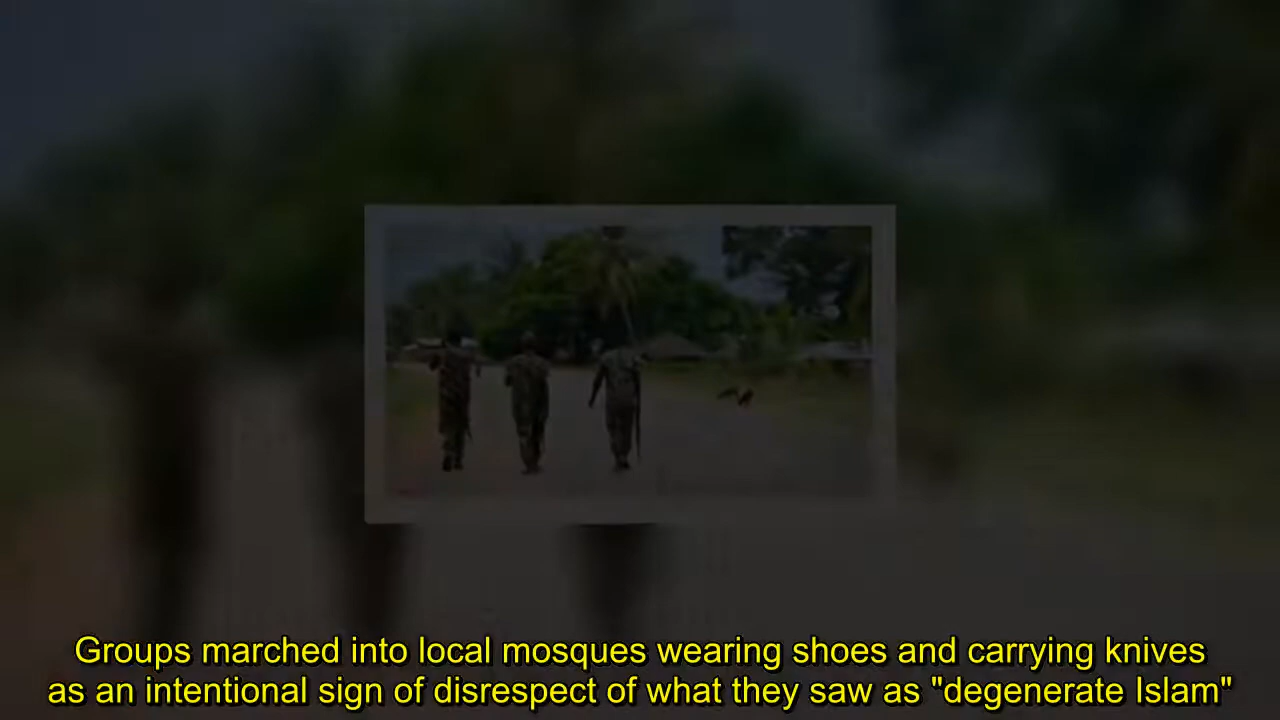 Groups marched into local mosques wearing shoes and carrying knives
as an intentional sign of disrespect of what they saw as "degenerate Islam"